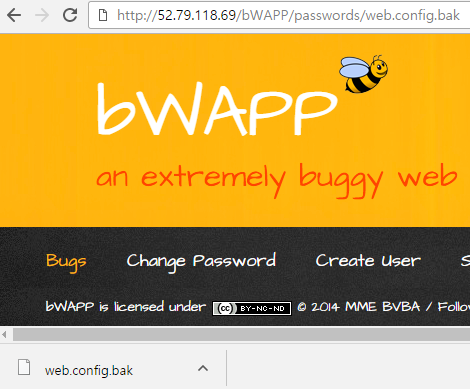 http://52.79.118.69/bWAPP/passwords/web.config.bak
bWAPP
an extremely buggy web
Bugs Change Password Create User S
bWAPP is licensed under cc BY-NC-ND © 2014 MME BVBA / Follo
web.config.bak